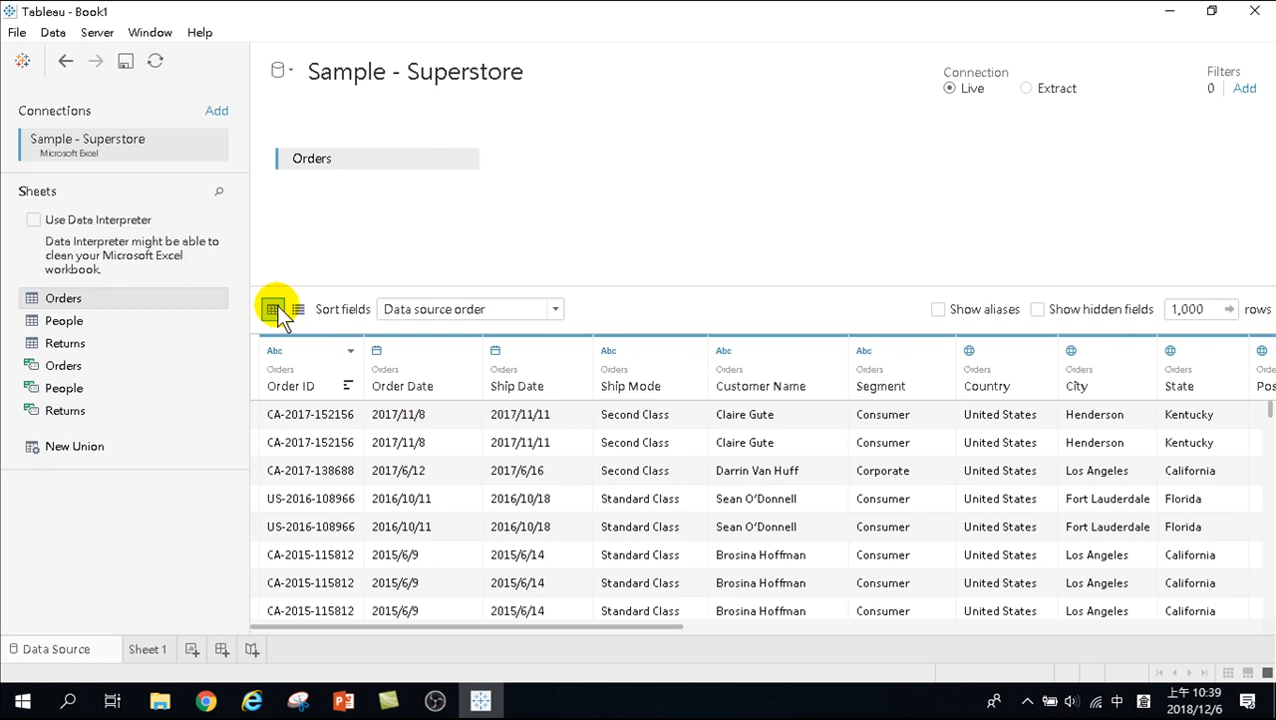 Tableau - Book1
File Data Server Window Help
Sample - Superstore
Connection
Live Extract
Filters
0 Add
Connections Add
Sample - Superstore
Microsoft Excel
Orders
Sheets
Use Data Interpreter
Data Interpreter might be able to
clean your Microsoft Excel
workbook.
Orders
People
Returns
Orders
People
Returns
New Union
Sort fields Data source order Show aliases Show hidden fields 1,000 rows
Abc Abc Abc Abc
Orders Orders Orders Orders Orders Orders Orders Orders Orders Orde
Order ID Order Date Ship Date Ship Mode Customer Name Segment Country City State Pos
CA-2017-152156 2017/11/8 2017/11/11 Second Class Claire Gute Consumer United States Henderson Kentucky
CA-2017-152156 2017/11/8 2017/11/11 Second Class Claire Gute Consumer United States Henderson Kentucky
CA-2017-138688 2017/6/12 2017/6/16 Second Class Darrin Van Huff Corporate United States Los Angeles California
US-2016-108966 2016/10/11 2016/10/18 Standard Class Sean O'Donnell Consumer United States Fort Lauderdale Florida
US-2016-108966 2016/10/11 2016/10/18 Standard Class Sean O'Donnell Consumer United States Fort Lauderdale Florida
CA-2015-115812 2015/6/9 2015/6/14 Standard Class Brosina Hoffman Consumer United States Los Angeles California
CA-2015-115812 2015/6/9 2015/6/14 Standard Class Brosina Hoffman Consumer United States Los Angeles California
CA-2015-115812 2015/6/9 2015/6/14 Standard Class Brosina Hoffman Consumer United States Los Angeles California
Data Source Sheet 1
中 上午 10:39
2018/12/6